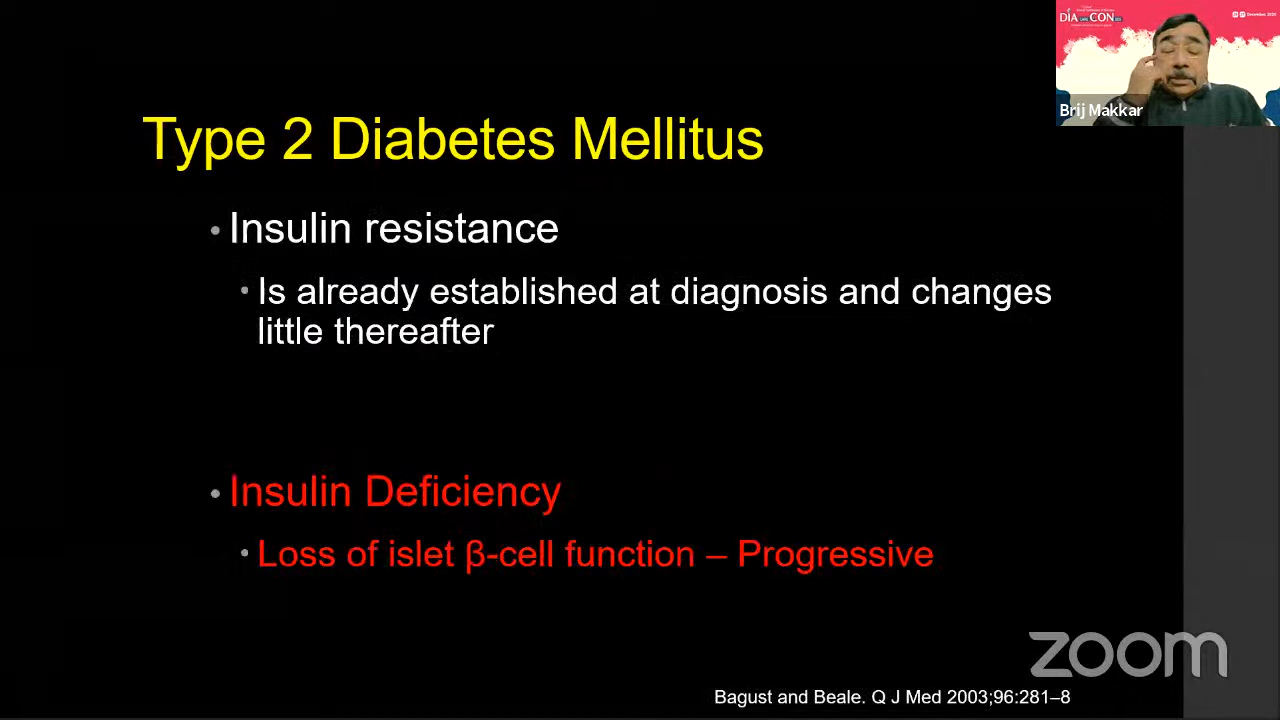 DIA CON
Brij Makkar
Type 2 Diabetes Mellitus
• Insulin resistance
• Is already established at diagnosis and changes
little thereafter
• Insulin Deficiency
• Loss of islet β-cell function – Progressive
zoom
Bagust and Beale. Q J Med 2003;96:281–8